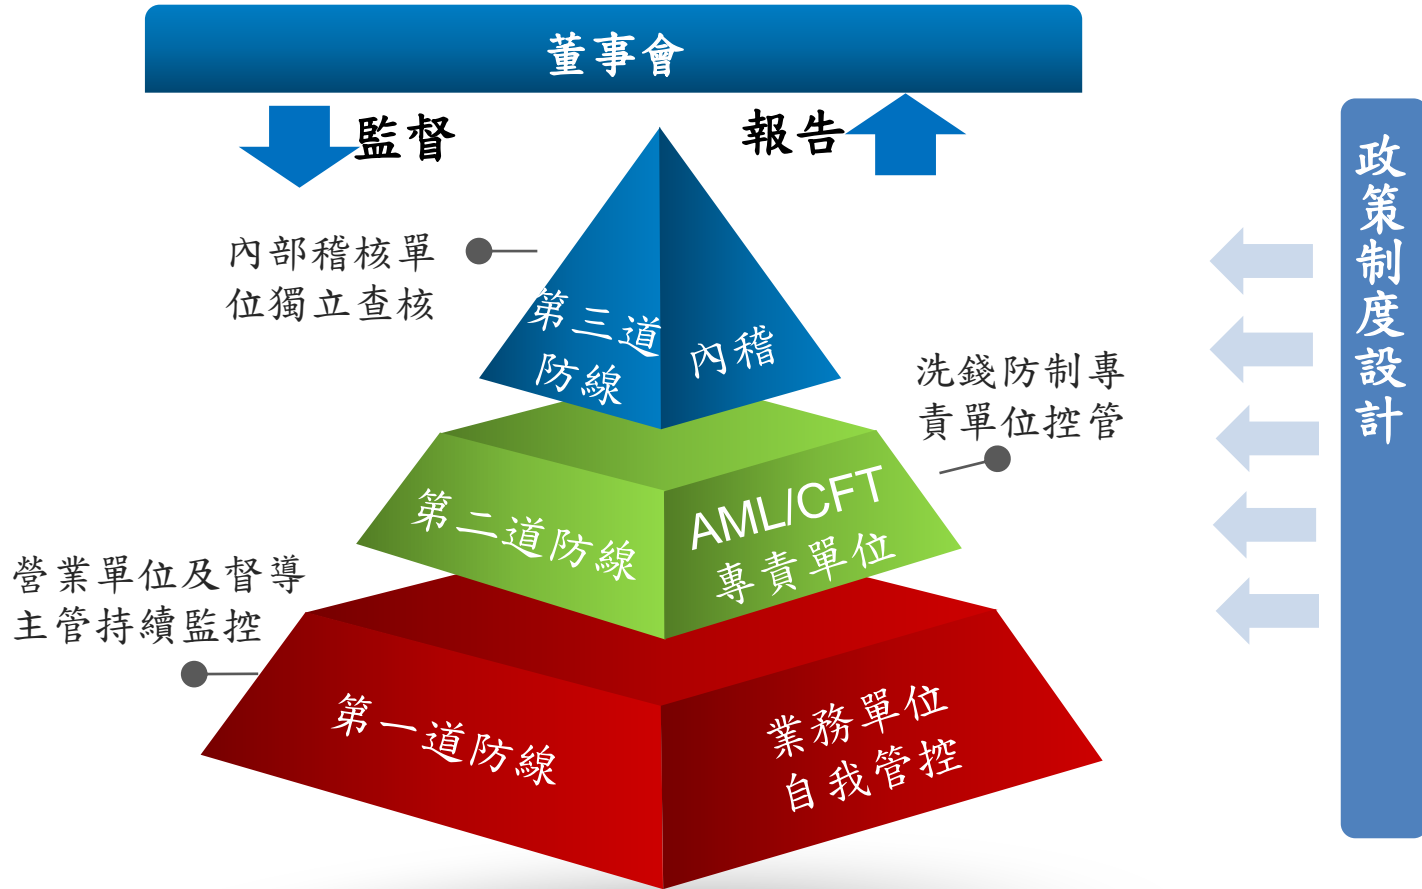 董事會
監督
報告
內部稽核單
位獨立查核
第三道
防線
內稽
洗錢防制專
責單位控管
第二道防線
AML/CFT
專責單位
營業單位及督導
主管持續監控
第一道防線
業務單位
自我管控
政策制度設計